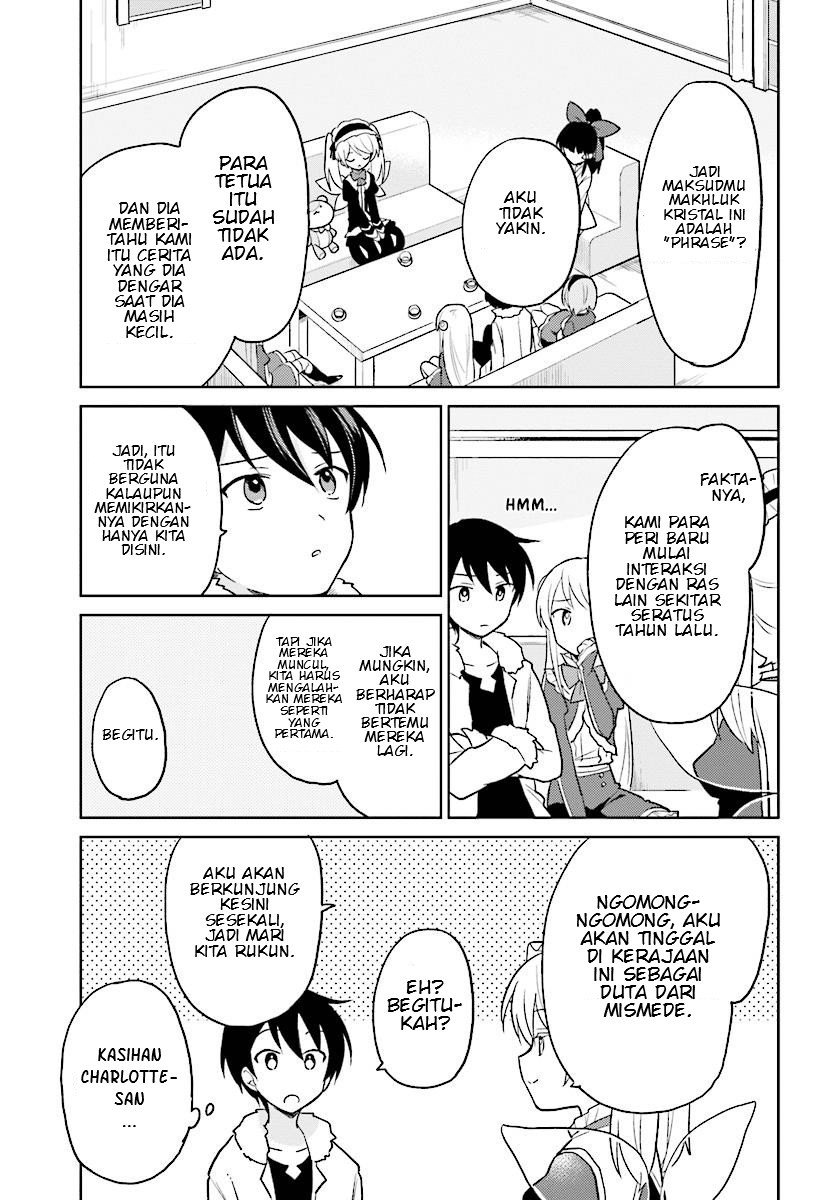 JADI
MAKSUDMU
MAKHLUK
KRISTAL INI
ADALAH
"PHRASE"?
AKU
TIDAK
YAKIN.
PARA
TETUA
ITU
SUDAH
TIDAK
ADA.
DAN DIA
MEMBERI-
TAHU KAMI
ITU CERITA
YANG DIA
DENGAR
SAAT DIA
MASIH
KECIL.
FAKTA-
NYA,
KAMI PARA
PERI BARU
MULAI
INTERAKSI
DENGAN RAS
LAIN SEKITAR
SERATUS
TAHUN LALU.
HMM...
JADI, ITU
TIDAK
BERGUNA
KALAUPUN
MEMIKIRKAN-
NYA DENGAN
HANYA KITA
DISINI.
JIKA
MUNGKIN,
AKU
BERHARAP
TIDAK
BERTEMU
MEREKA
LAGI.
TAPI JIKA
MEREKA
MUNCUL,
KITA HARUS
MENGALAH-
KAN MEREKA
SEPERTI
YANG
PERTAMA.
BEGITU.
NGOMONG-
NGOMONG, AKU
AKAN TINGGAL
DI KERAJAAN
INI SEBAGAI
DUTA DARI
MISMEDE.
EH?
BEGITU-
KAH?
AKU AKAN
BERKUNJUNG
KESINI
SESEKALI,
JADI MARI
KITA RUKUN.
KASIHAN
CHARLOTTE-
SAN
...